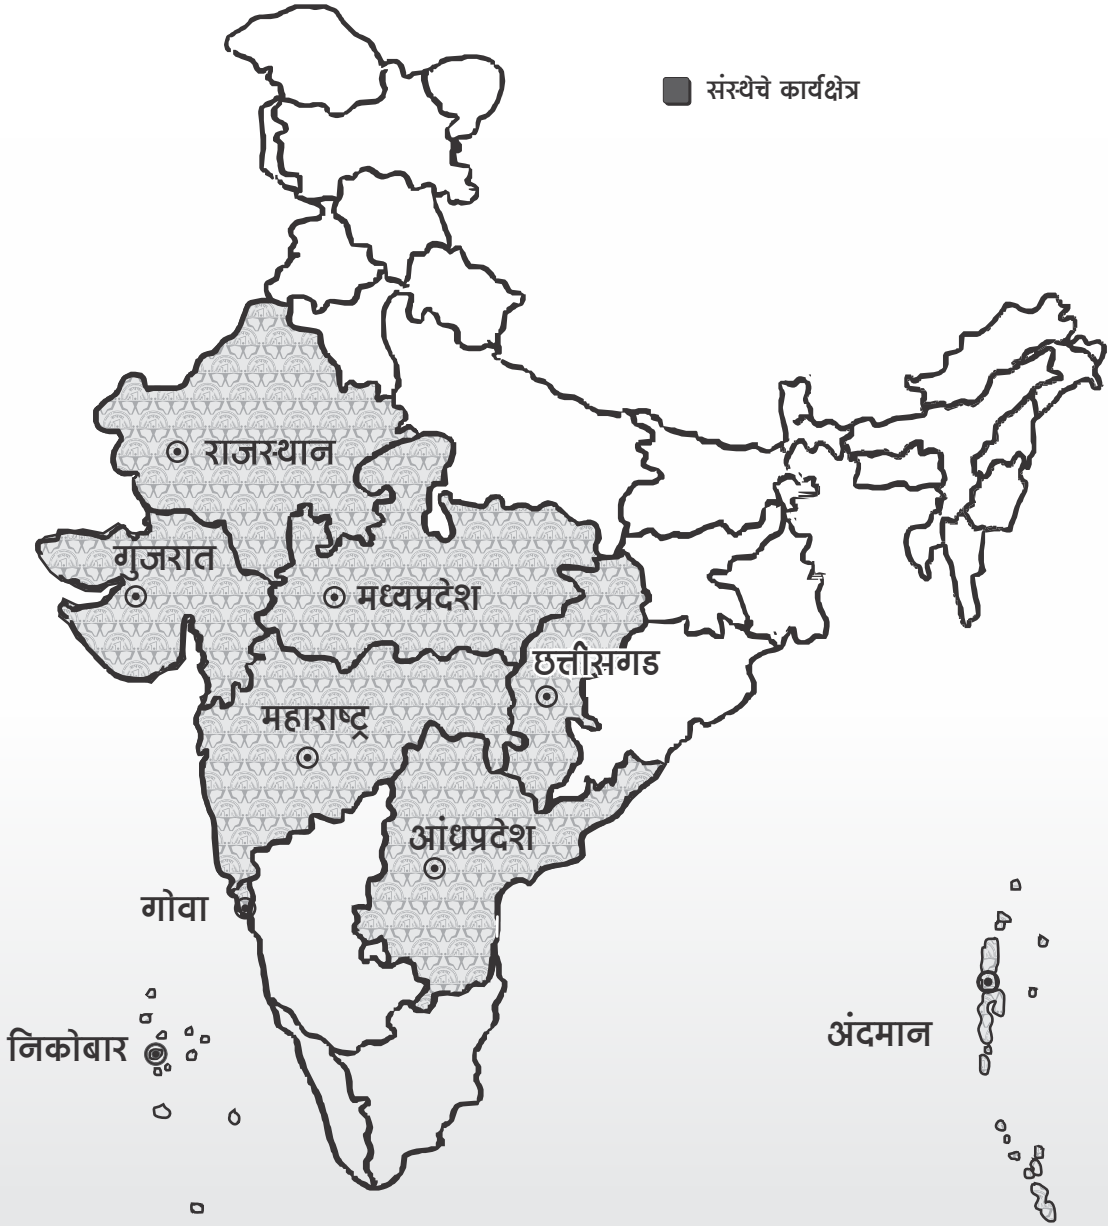 संस्थेचे कार्यक्षेत्र
राजस्थान
गुजरात
मध्यप्रदेश
छत्तीसगड
महाराष्ट्र
आंध्रप्रदेश
गोवा
निकोबार
अंदमान